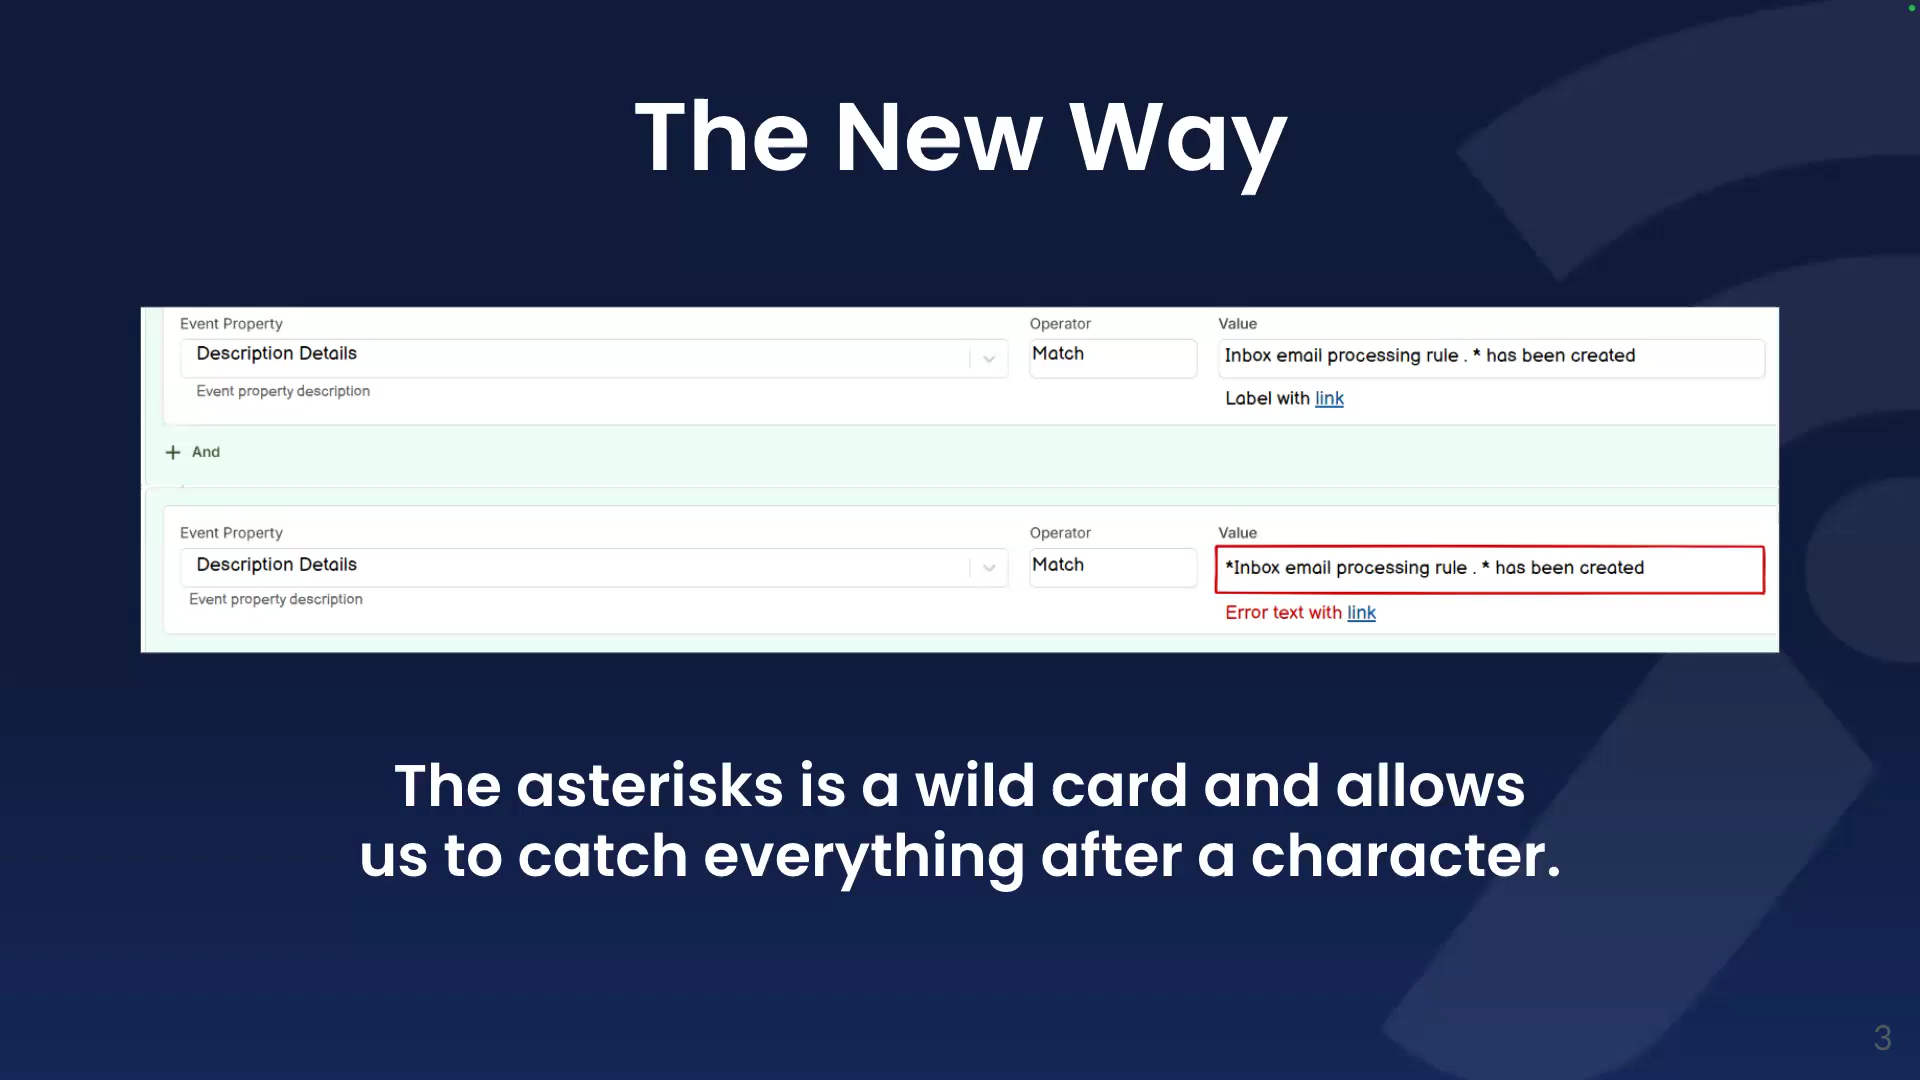 The New Way
Event Property
Operator
Value
Description Details
Match
Inbox email processing rule . * has been created
Event property description
Label with link
+ And
Event Property
Operator
Value
Description Details
Match
*Inbox email processing rule . * has been created
Event property description
Error text with link
The asterisks is a wild card and allows
us to catch everything after a character.
3